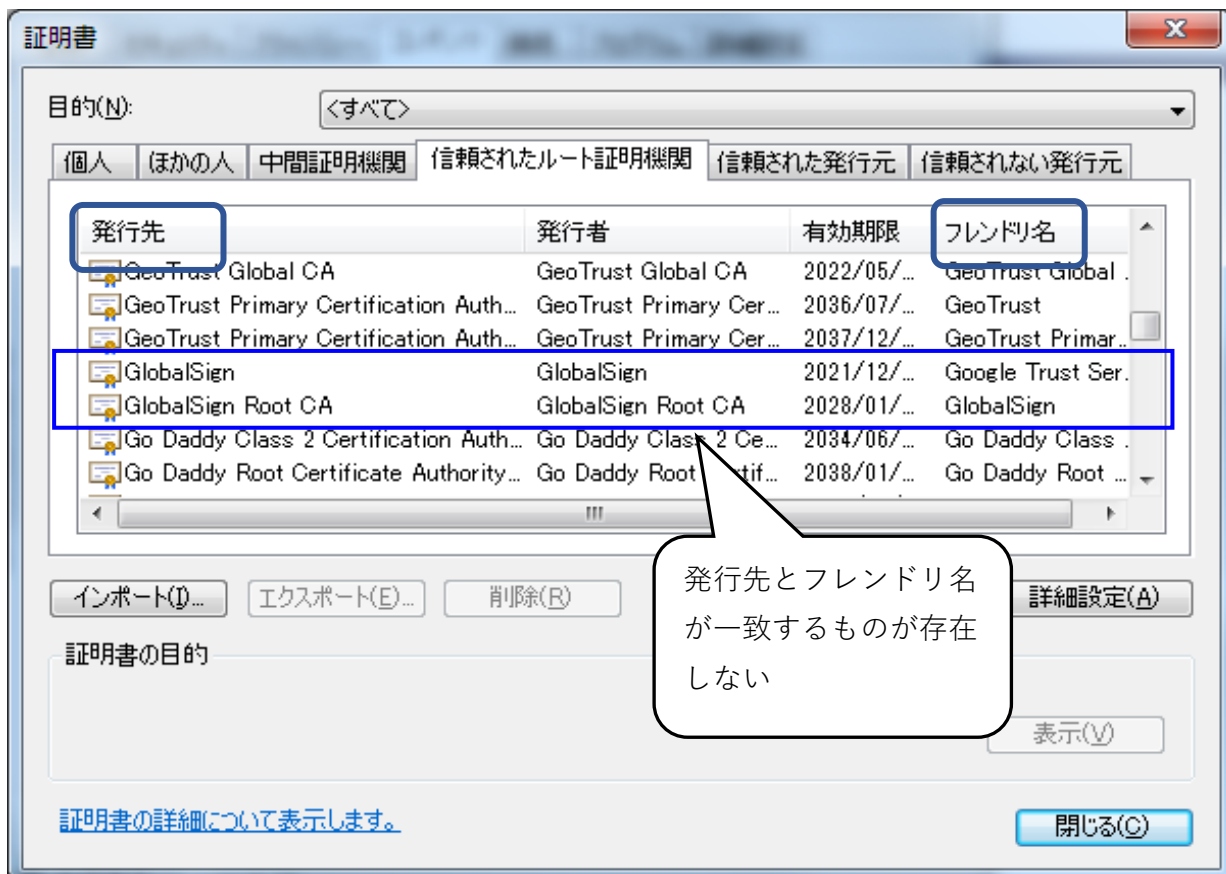 証明書
目的(N): <すべて>
個人 ほかの人 中間証明機関 信頼されたルート証明機関 信頼された発行元 信頼されない発行元
発行先 発行者 有効期限 フレンドリ名
GeoTrust Global CA GeoTrust Global CA 2022/05/... GeoTrust Global .
GeoTrust Primary Certification Auth... GeoTrust Primary Cer... 2036/07/... GeoTrust
GeoTrust Primary Certification Auth... GeoTrust Primary Cer... 2037/12/... GeoTrust Primar..
GlobalSign GlobalSign 2021/12/... Google Trust Ser.
GlobalSign Root CA GlobalSign Root CA 2028/01/... GlobalSign
Go Daddy Class 2 Certification Auth... Go Daddy Class 2 Ce... 2034/06/... Go Daddy Class .
Go Daddy Root Certificate Authority... Go Daddy Root 2038/01/... Go Daddy Root ...
発行先とフレンドリ名
が一致するものが存在
しない
インポート(I)... エクスポート(E)... 削除(R) 詳細設定(A)
証明書の目的
表示(V)
証明書の詳細について表示します。
閉じる(C)